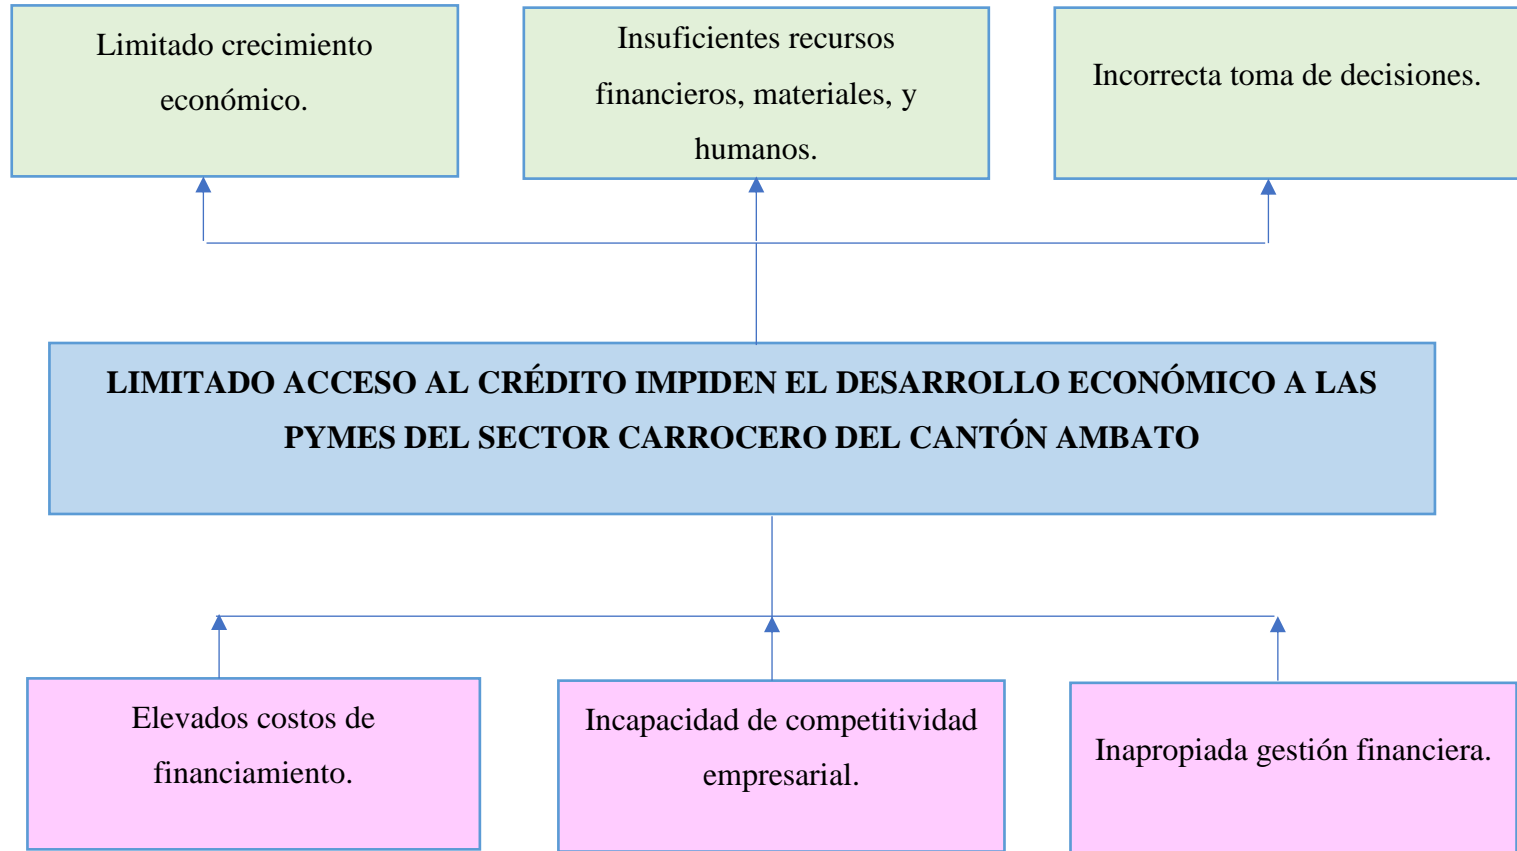 Limitado crecimiento
económico.
Insuficientes recursos
financieros, materiales, y
humanos.
Incorrecta toma de decisiones.
LIMITADO ACCESO AL CRÉDITO IMPIDEN EL DESARROLLO ECONÓMICO A LAS
PYMES DEL SECTOR CARROCERO DEL CANTÓN AMBATO
Elevados costos de
financiamiento.
Incapacidad de competitividad
empresarial.
Inapropiada gestión financiera.